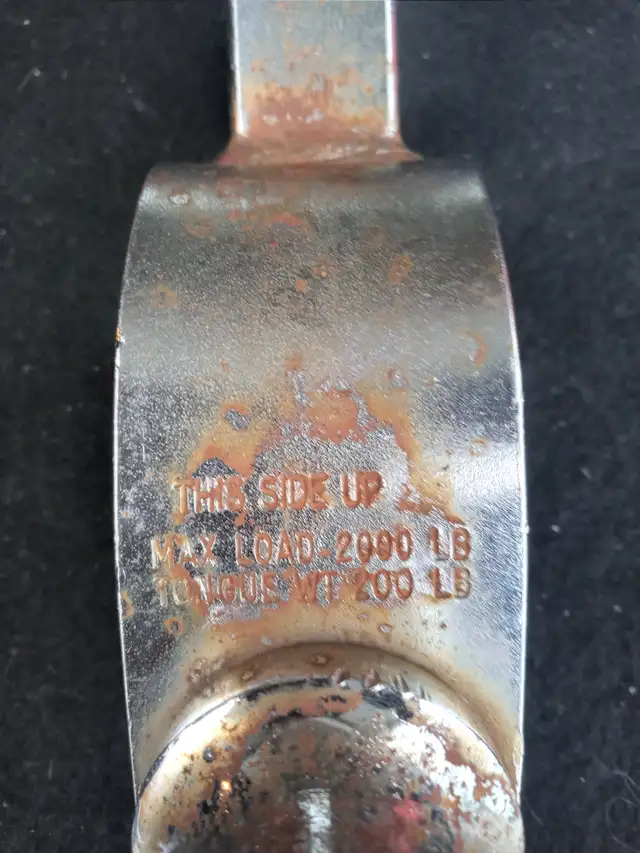 THIS SIDE UP
MAX LOAD-2000 LB
TONGUE WT 200 LB